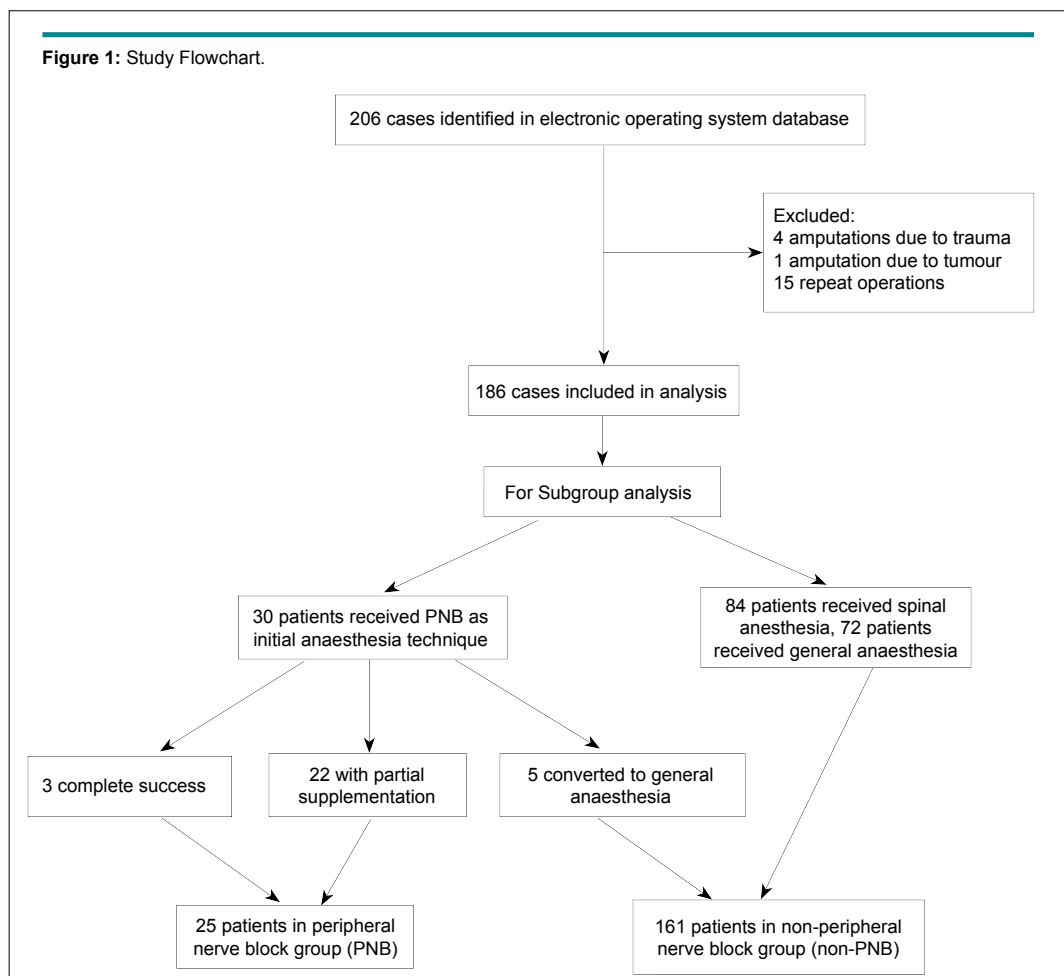 Figure 1: Study Flowchart.
206 cases identified in electronic operating system database
Excluded:
4 amputations due to trauma
1 amputation due to tumour
15 repeat operations
186 cases included in analysis
For Subgroup analysis
30 patients received PNB as
initial anaesthesia technique
84 patients received spinal
anesthesia, 72 patients
received general anaesthesia
3 complete success
22 with partial
supplementation
5 converted to general
anaesthesia
25 patients in peripheral
nerve block group (PNB)
161 patients in non-peripheral
nerve block group (non-PNB)